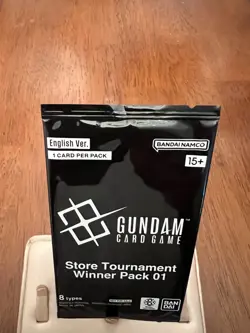 English Ver.
1 CARD PER PACK
BANDAI NAMCO
15+
GUNDAM
CARD GAME
Store Tournament
Winner Pack 01
8 types
BANDAI